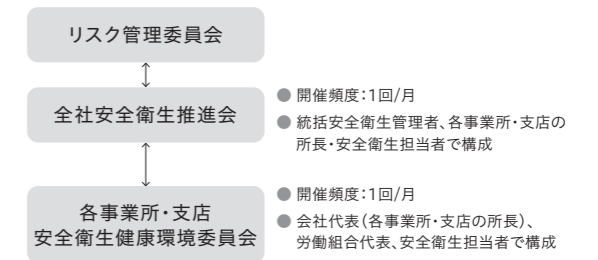 リスク管理委員会
全社安全衛生推進会
● 開催頻度：1回/月
● 統括安全衛生管理者、各事業所・支店の
所長・安全衛生担当者で構成
各事業所・支店
安全衛生健康環境委員会
● 開催頻度：1回/月
● 会社代表（各事業所・支店の所長）、
労働組合代表、安全衛生担当者で構成